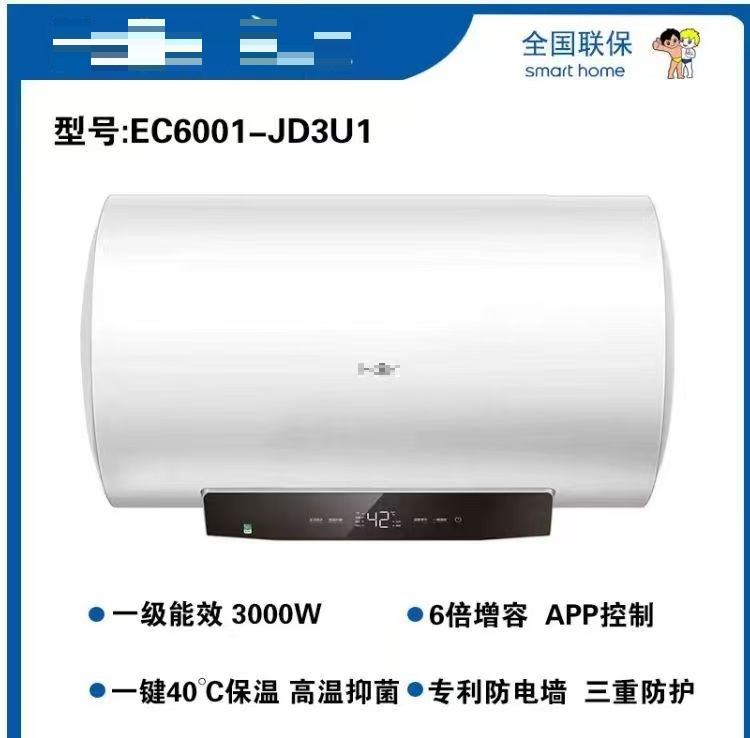 全国联保
smart home
型号:EC6001-JD3U1
42℃
一级能效 3000W
6倍增容 APP控制
一键40℃保温 高温抑菌
专利防电墙 三重防护